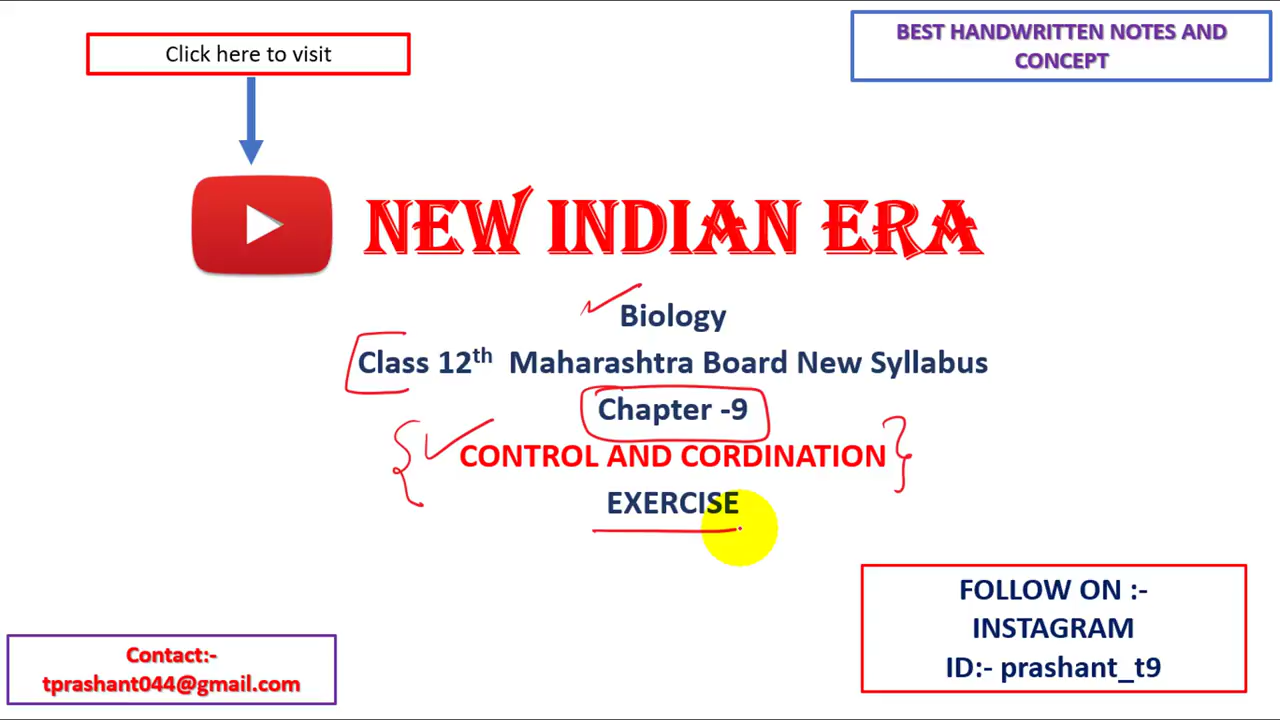 Click here to visit
BEST HANDWRITTEN NOTES AND
CONCEPT
NEW INDIAN ERA
Biology
Class 12th Maharashtra Board New Syllabus
Chapter -9
CONTROL AND CORDINATION
EXERCISE
FOLLOW ON :-
INSTAGRAM
ID:- prashant_t9
Contact:-
tprashant044@gmail.com